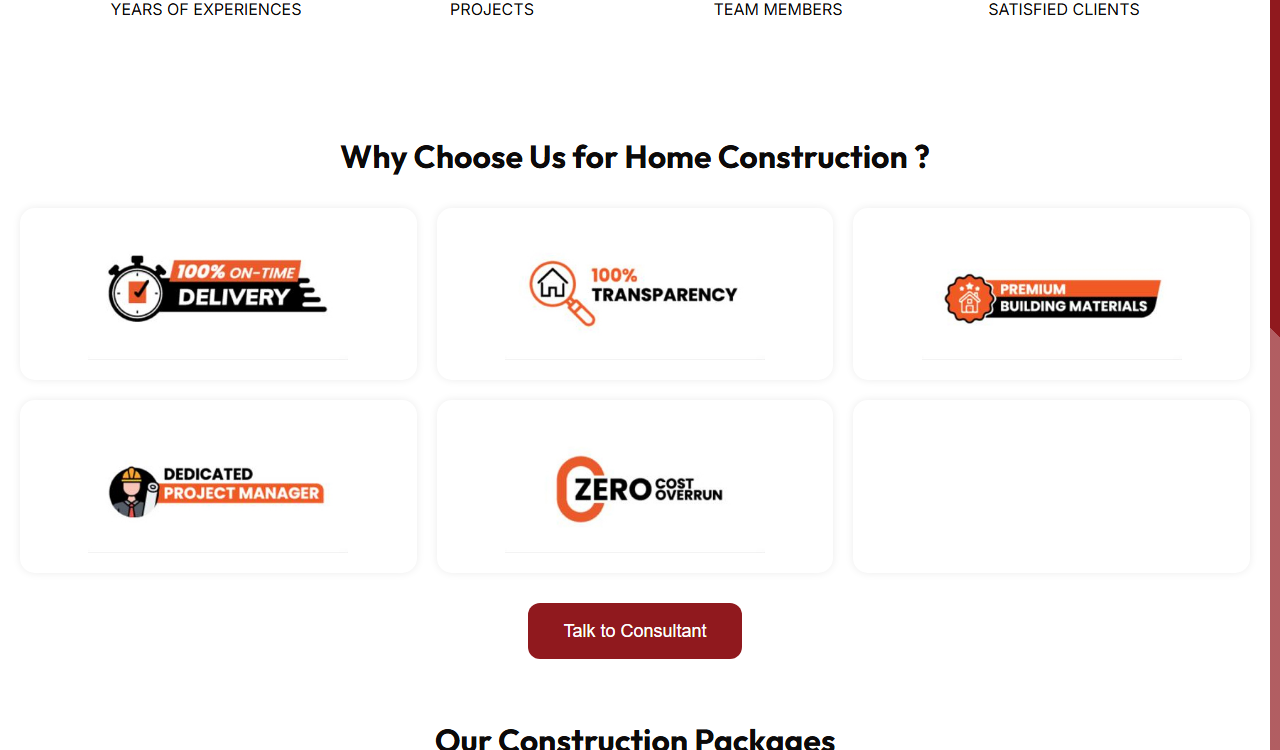 YEARS OF EXPERIENCES
PROJECTS
TEAM MEMBERS
SATISFIED CLIENTS
Why Choose Us for Home Construction ?
100% ON-TIME
DELIVERY
100%
TRANSPARENCY
PREMIUM
BUILDING MATERIALS
DEDICATED
PROJECT MANAGER
ZERO COST
OVERRUN
Talk to Consultant
Our Construction Packages